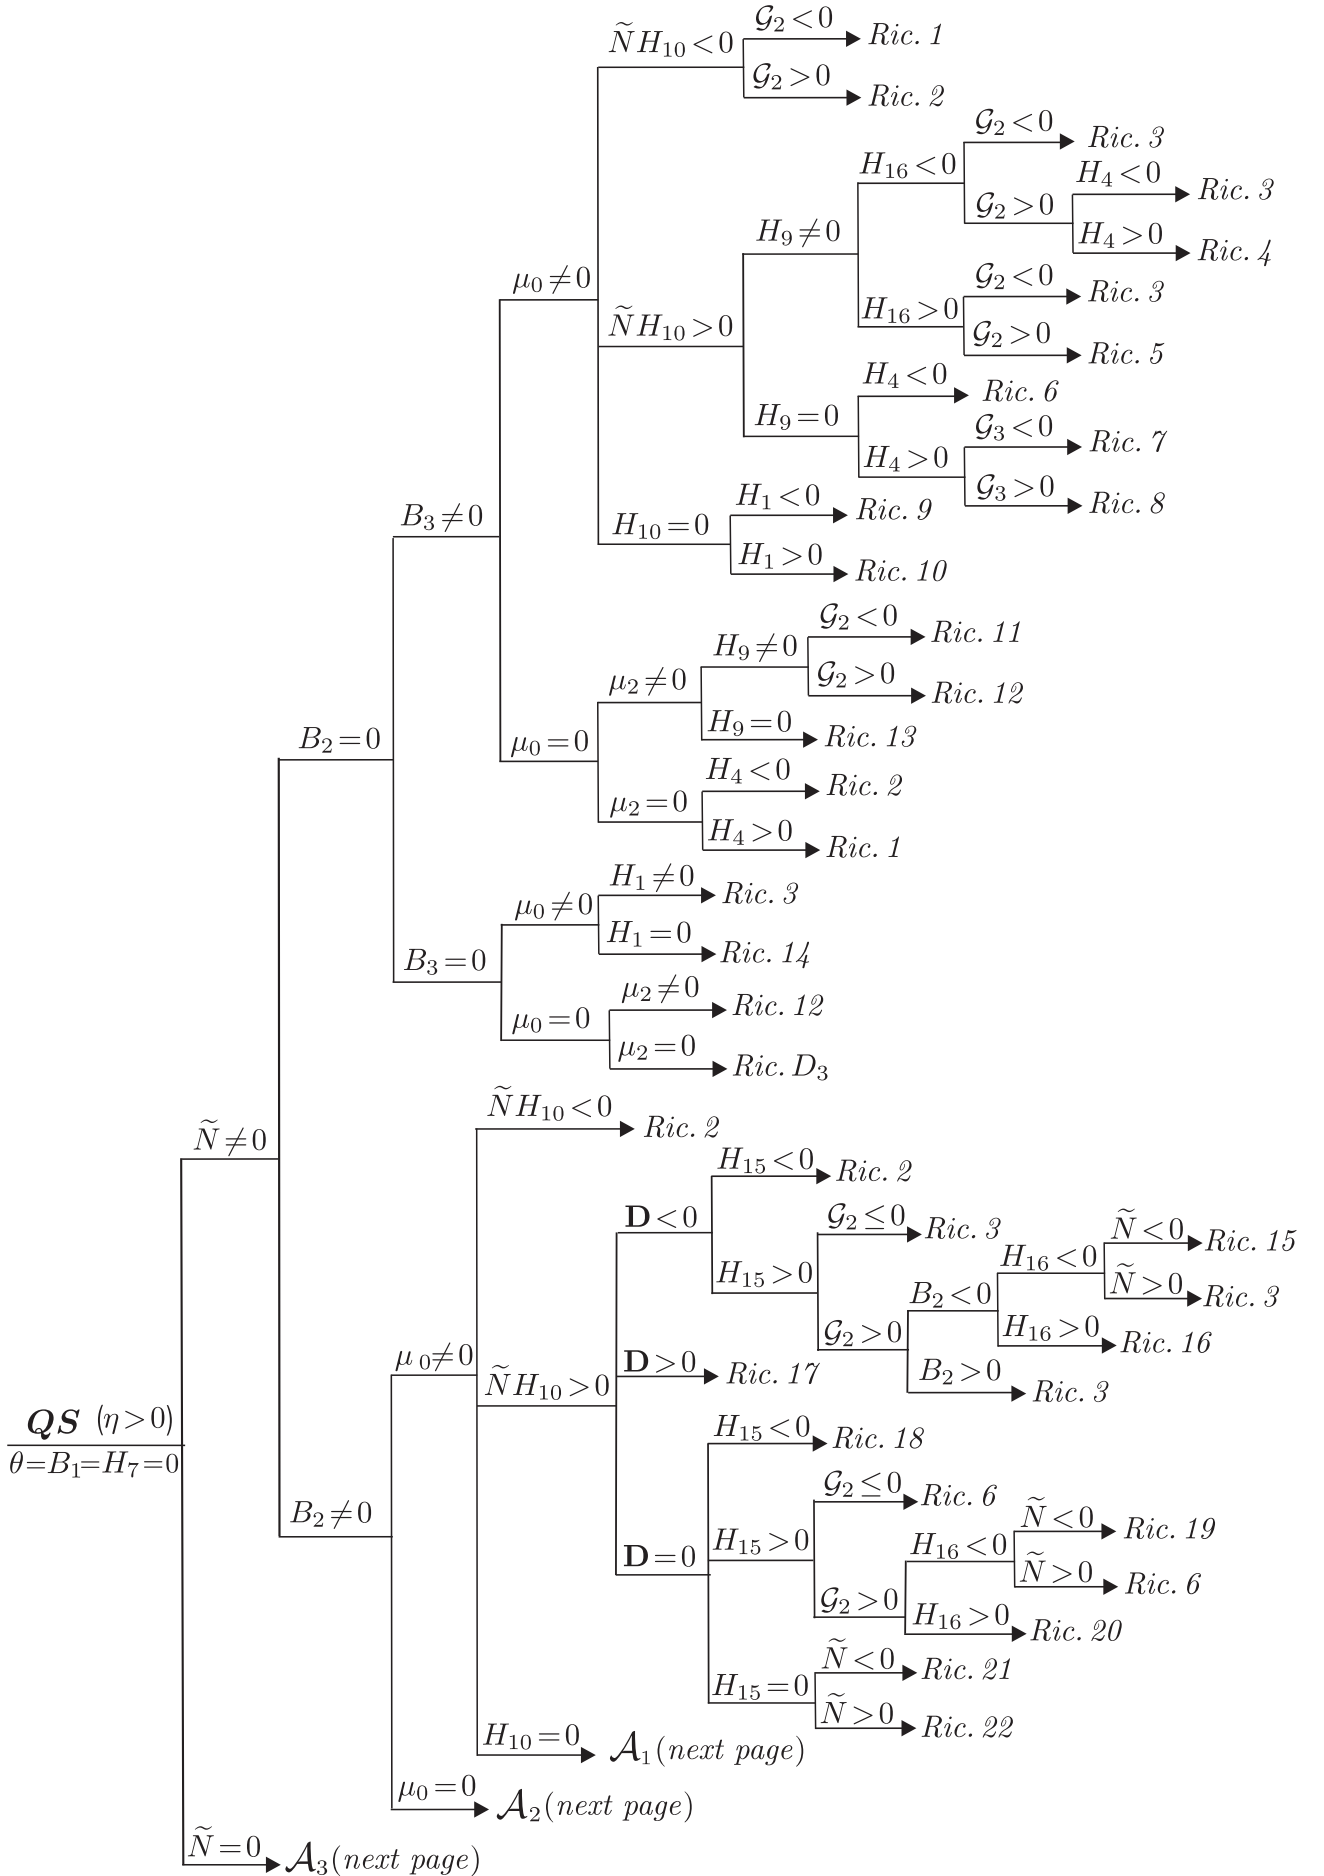 ÑH₁₀<0
𝒢₂<0
Ric. 1
𝒢₂>0
Ric. 2
𝒢₂<0
Ric. 3
H₁₆<0
H₄<0
Ric. 3
𝒢₂>0
H₄>0
Ric. 4
H₉≠0
𝒢₂<0
Ric. 3
μ₀≠0
H₁₆>0
𝒢₂>0
Ric. 5
ÑH₁₀>0
H₄<0
Ric. 6
H₉=0
𝒢₃<0
Ric. 7
H₄>0
𝒢₃>0
Ric. 8
B₃≠0
H₁<0
Ric. 9
H₁₀=0
H₁>0
Ric. 10
𝒢₂<0
Ric. 11
H₉≠0
𝒢₂>0
Ric. 12
μ₂≠0
H₉=0
Ric. 13
B₂=0
μ₀=0
H₄<0
Ric. 2
μ₂=0
H₄>0
Ric. 1
H₁≠0
Ric. 3
μ₀≠0
H₁=0
Ric. 14
B₃=0
μ₂≠0
Ric. 12
μ₀=0
μ₂=0
Ric. D₃
ÑH₁₀<0
Ric. 2
Ñ≠0
H₁₅<0
Ric. 2
D<0
𝒢₂≤0
Ric. 3
Ñ<0
Ric. 15
H₁₆<0
H₁₅>0
Ñ>0
Ric. 3
B₂<0
H₁₆>0
Ric. 16
𝒢₂>0
B₂>0
Ric. 3
μ₀≠0
D>0
Ric. 17
ÑH₁₀>0
QS (η>0)
θ=B₁=H₇=0
H₁₅<0
Ric. 18
𝒢₂≤0
Ric. 6
B₂≠0
Ñ<0
Ric. 19
D=0
H₁₅>0
H₁₆<0
Ñ>0
Ric. 6
𝒢₂>0
H₁₆>0
Ric. 20
Ñ<0
Ric. 21
H₁₅=0
Ñ>0
Ric. 22
H₁₀=0
𝒜₁(next page)
μ₀=0
𝒜₂(next page)
Ñ=0
𝒜₃(next page)